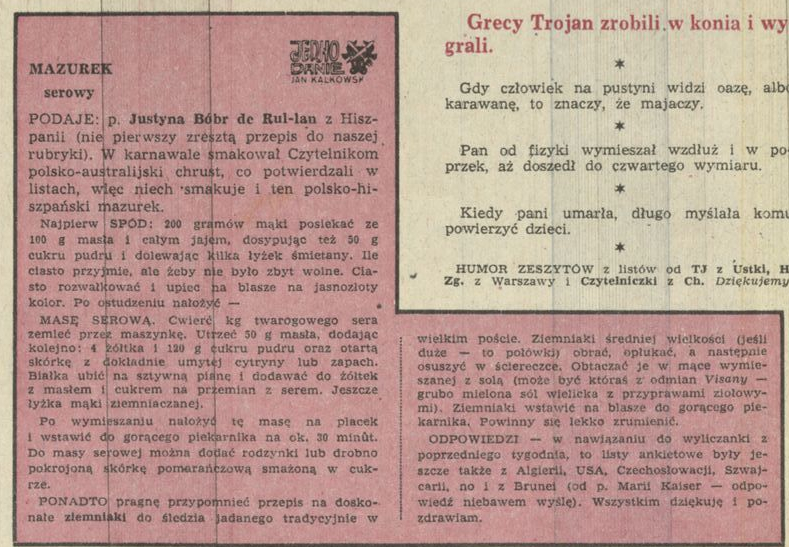 JEDNO
DANIE
JAN KALKOWSKI
MAZUREK
serowy
PODAJE: p. Justyna Bóbr de Rul-lan z Hisz-
panii (nie pierwszy zresztą przepis do naszej
rubryki). W karnawale smakował Czytelnikom
polsko-australijski chrust, co potwierdzali w
listach, więc niech smakuje i ten polsko-hi-
szpański mazurek.
Najpierw SPÓD: 200 gramów mąki posiekać ze
100 g masła i całym jajem, dosypując też 50 g
cukru pudru i dolewając kilka łyżek śmietany. Ile
ciasto przyjmie, ale żeby nie było zbyt wolne. Cia-
sto rozwałkować i upiec na blasze na jasnozłoty
kolor. Po ostudzeniu nałożyć —
MASĘ SEROWĄ. Ćwierć kg twarogowego sera
zemleć przez maszynkę. Utrzeć 50 g masła, dodając
kolejno: 4 żółtka i 120 g cukru pudru oraz otartą
skórkę z dokładnie umytej cytryny lub zapach.
Białka ubić na sztywną pianę i dodawać do żółtek
z masłem i cukrem na przemian z serem. Jeszcze
łyżka mąki ziemniaczanej.
Po wymieszaniu nałożyć tę masę na placek
i wstawić do gorącego piekarnika na ok. 30 minut.
Do masy serowej można dodać rodzynki lub drobno
pokrojoną skórkę pomarańczową smażoną w cuk-
rze.
PONADTO pragnę przypomnieć przepis na dosko-
nałe ziemniaki do śledzia jadanego tradycyjnie w
wielkim poście. Ziemniaki średniej wielkości (jeśli
duże — to połówki) obrać, opłukać, a następnie
osuszyć w ściereczce. Obtaczać je w mące wymie-
szanej z solą (może być któraś z odmian Visany —
grubo mielona sól wielicka z przyprawami ziołowy-
mi). Ziemniaki wstawić na blasze do gorącego pie-
karnika. Powinny się lekko zrumienić.
ODPOWIEDZI — w nawiązaniu do wyliczanki z
poprzedniego tygodnia, to listy ankietowe były je-
szcze także z Algierii, USA, Czechosłowacji, Szwaj-
carii, no i z Brunei (od p. Marii Kaiser — odpo-
wiedź niebawem wyślę). Wszystkim dziękuję i po-
zdrawiam.
Grecy Trojan zrobili w konia i wy
grali.
★
Gdy człowiek na pustyni widzi oazę, albo
karawanę, to znaczy, że majaczy.
★
Pan od fizyki wymieszał wzdłuż i w po
przek, aż doszedł do czwartego wymiaru.
★
Kiedy pani umarła, długo myślała komu
powierzyć dzieci.
★
HUMOR ZESZYTÓW z listów od TJ z Ustki, H
Zg. z Warszawy i Czytelniczki z Ch. Dziękujemy